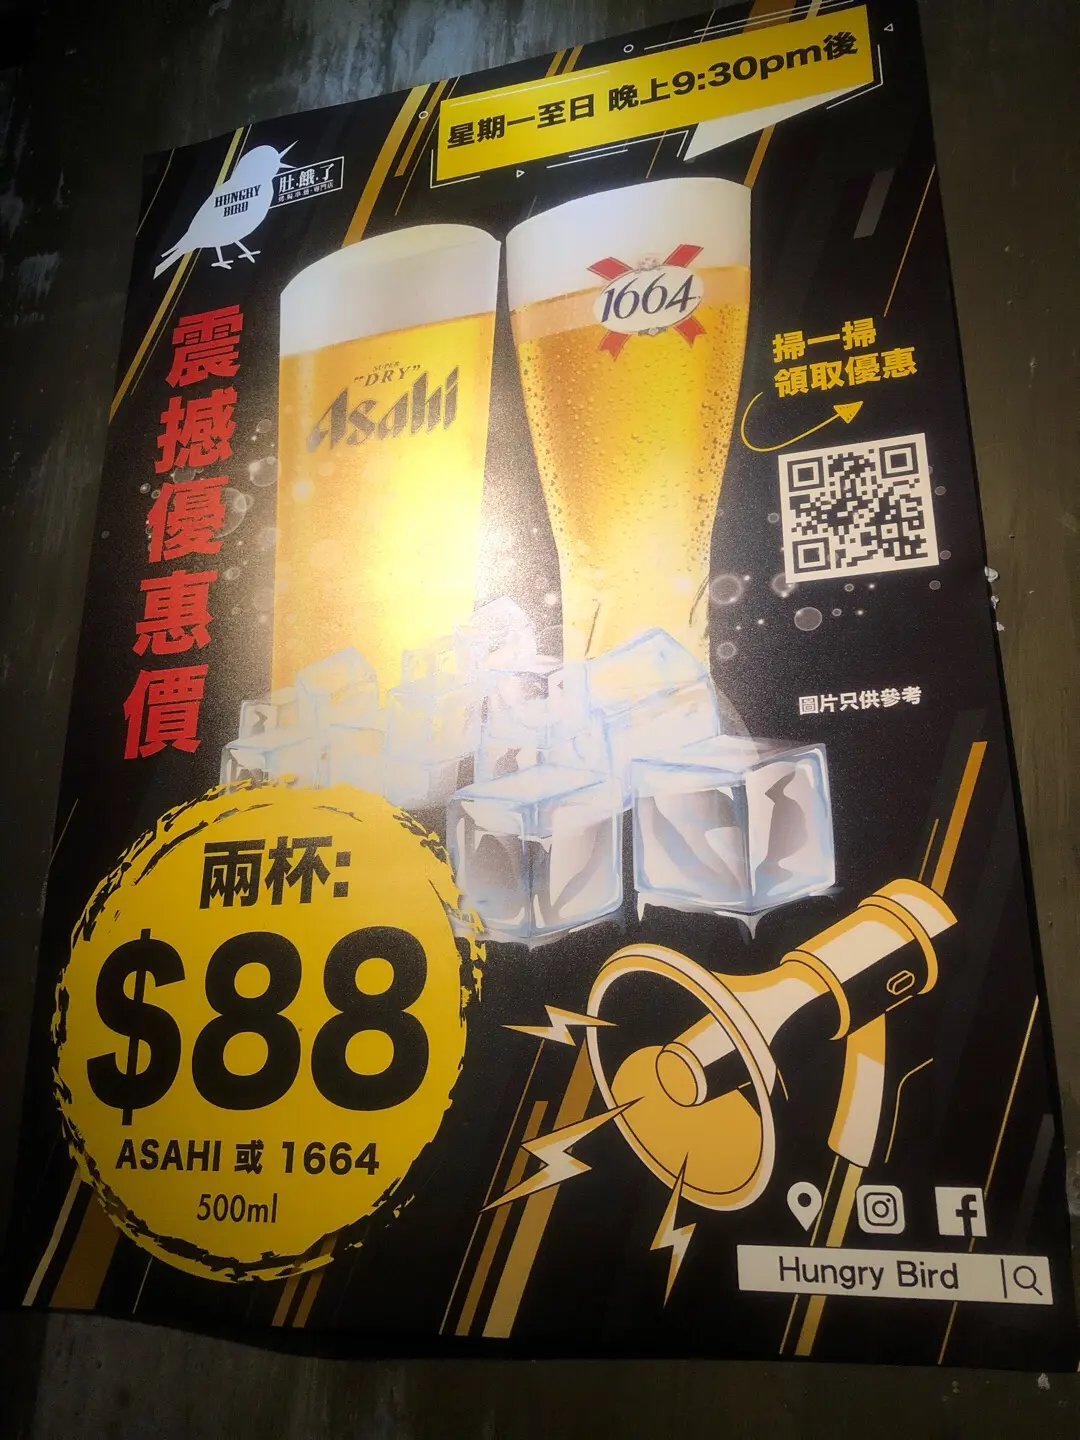 星期一至日 晚上9:30pm後
HUNGRY
BIRD
肚.餓.了
震撼優惠價
SUPER
"DRY"
Asahi
1664
掃一掃
領取優惠
圖片只供參考
兩杯:
$88
ASAHI 或 1664
500ml
Hungry Bird